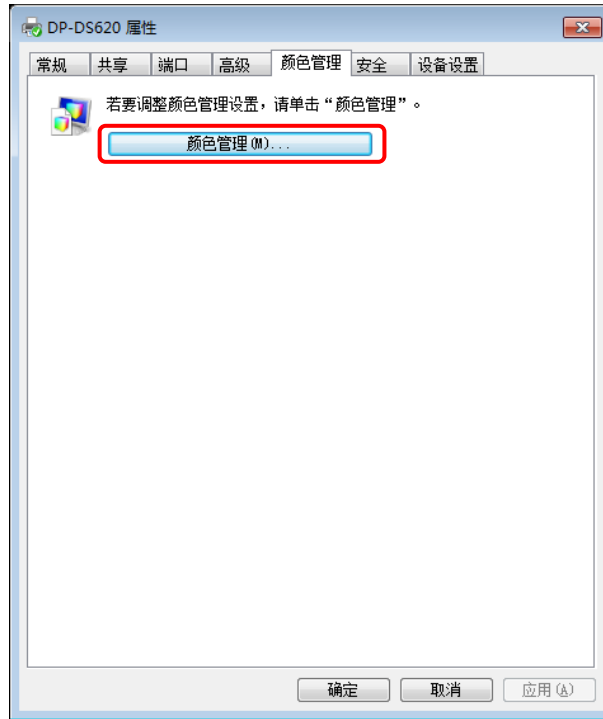 DP-DS620 属性
常规 共享 端口 高级 颜色管理 安全 设备设置
若要调整颜色管理设置，请单击“颜色管理”。
颜色管理(M)...
确定 取消 应用(A)